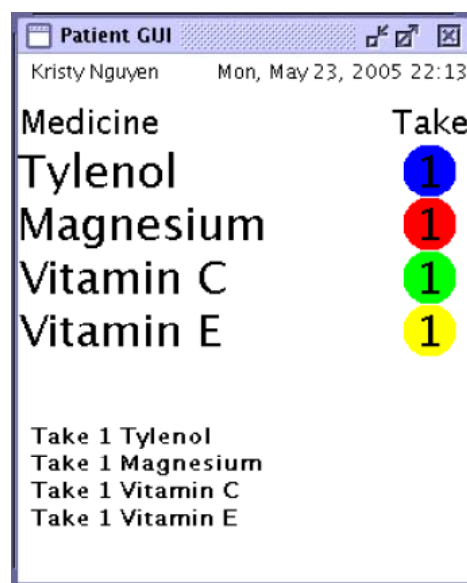 Patient GUI
Kristy Nguyen Mon, May 23, 2005 22:13
Medicine Take
Tylenol 1
Magnesium 1
Vitamin C 1
Vitamin E 1
Take 1 Tylenol
Take 1 Magnesium
Take 1 Vitamin C
Take 1 Vitamin E